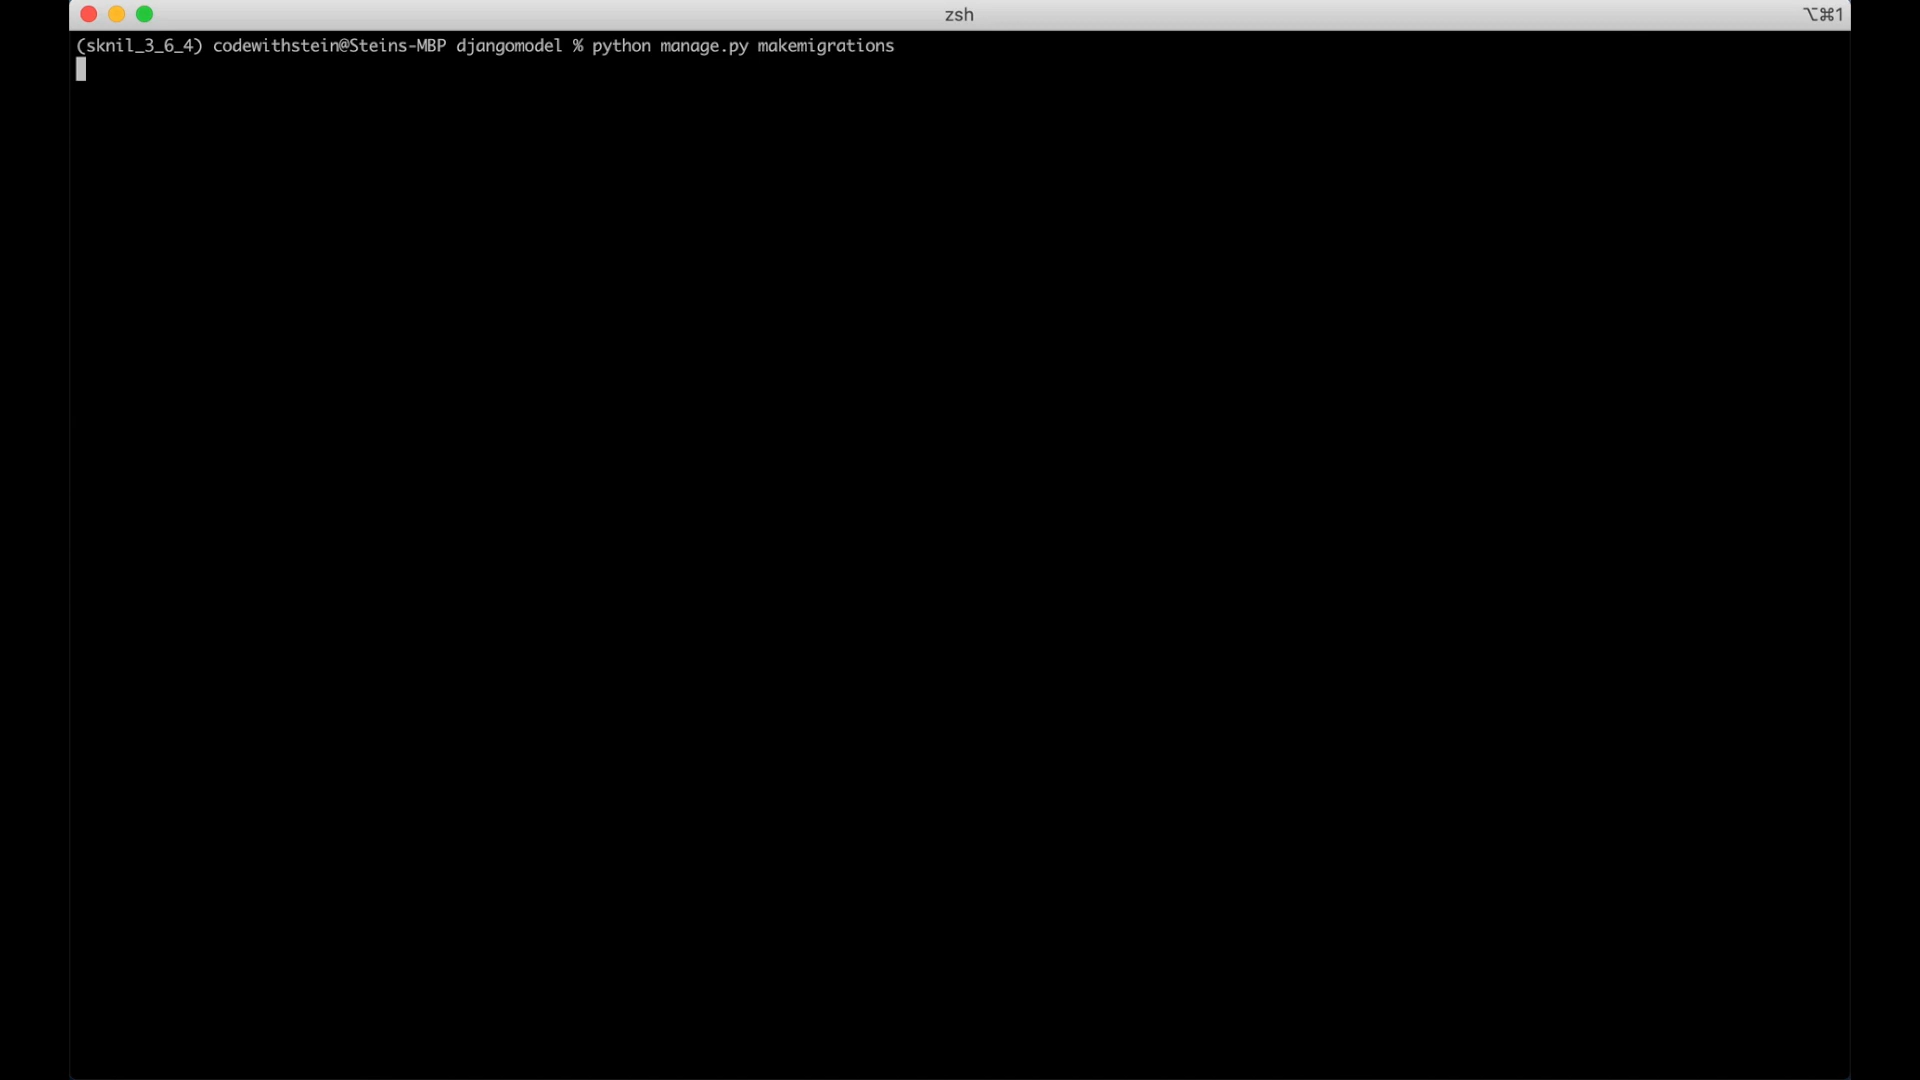 zsh
⌥⌘1
(sknil_3_6_4) codewithstein@Steins-MBP djangomodel % python manage.py makemigrations